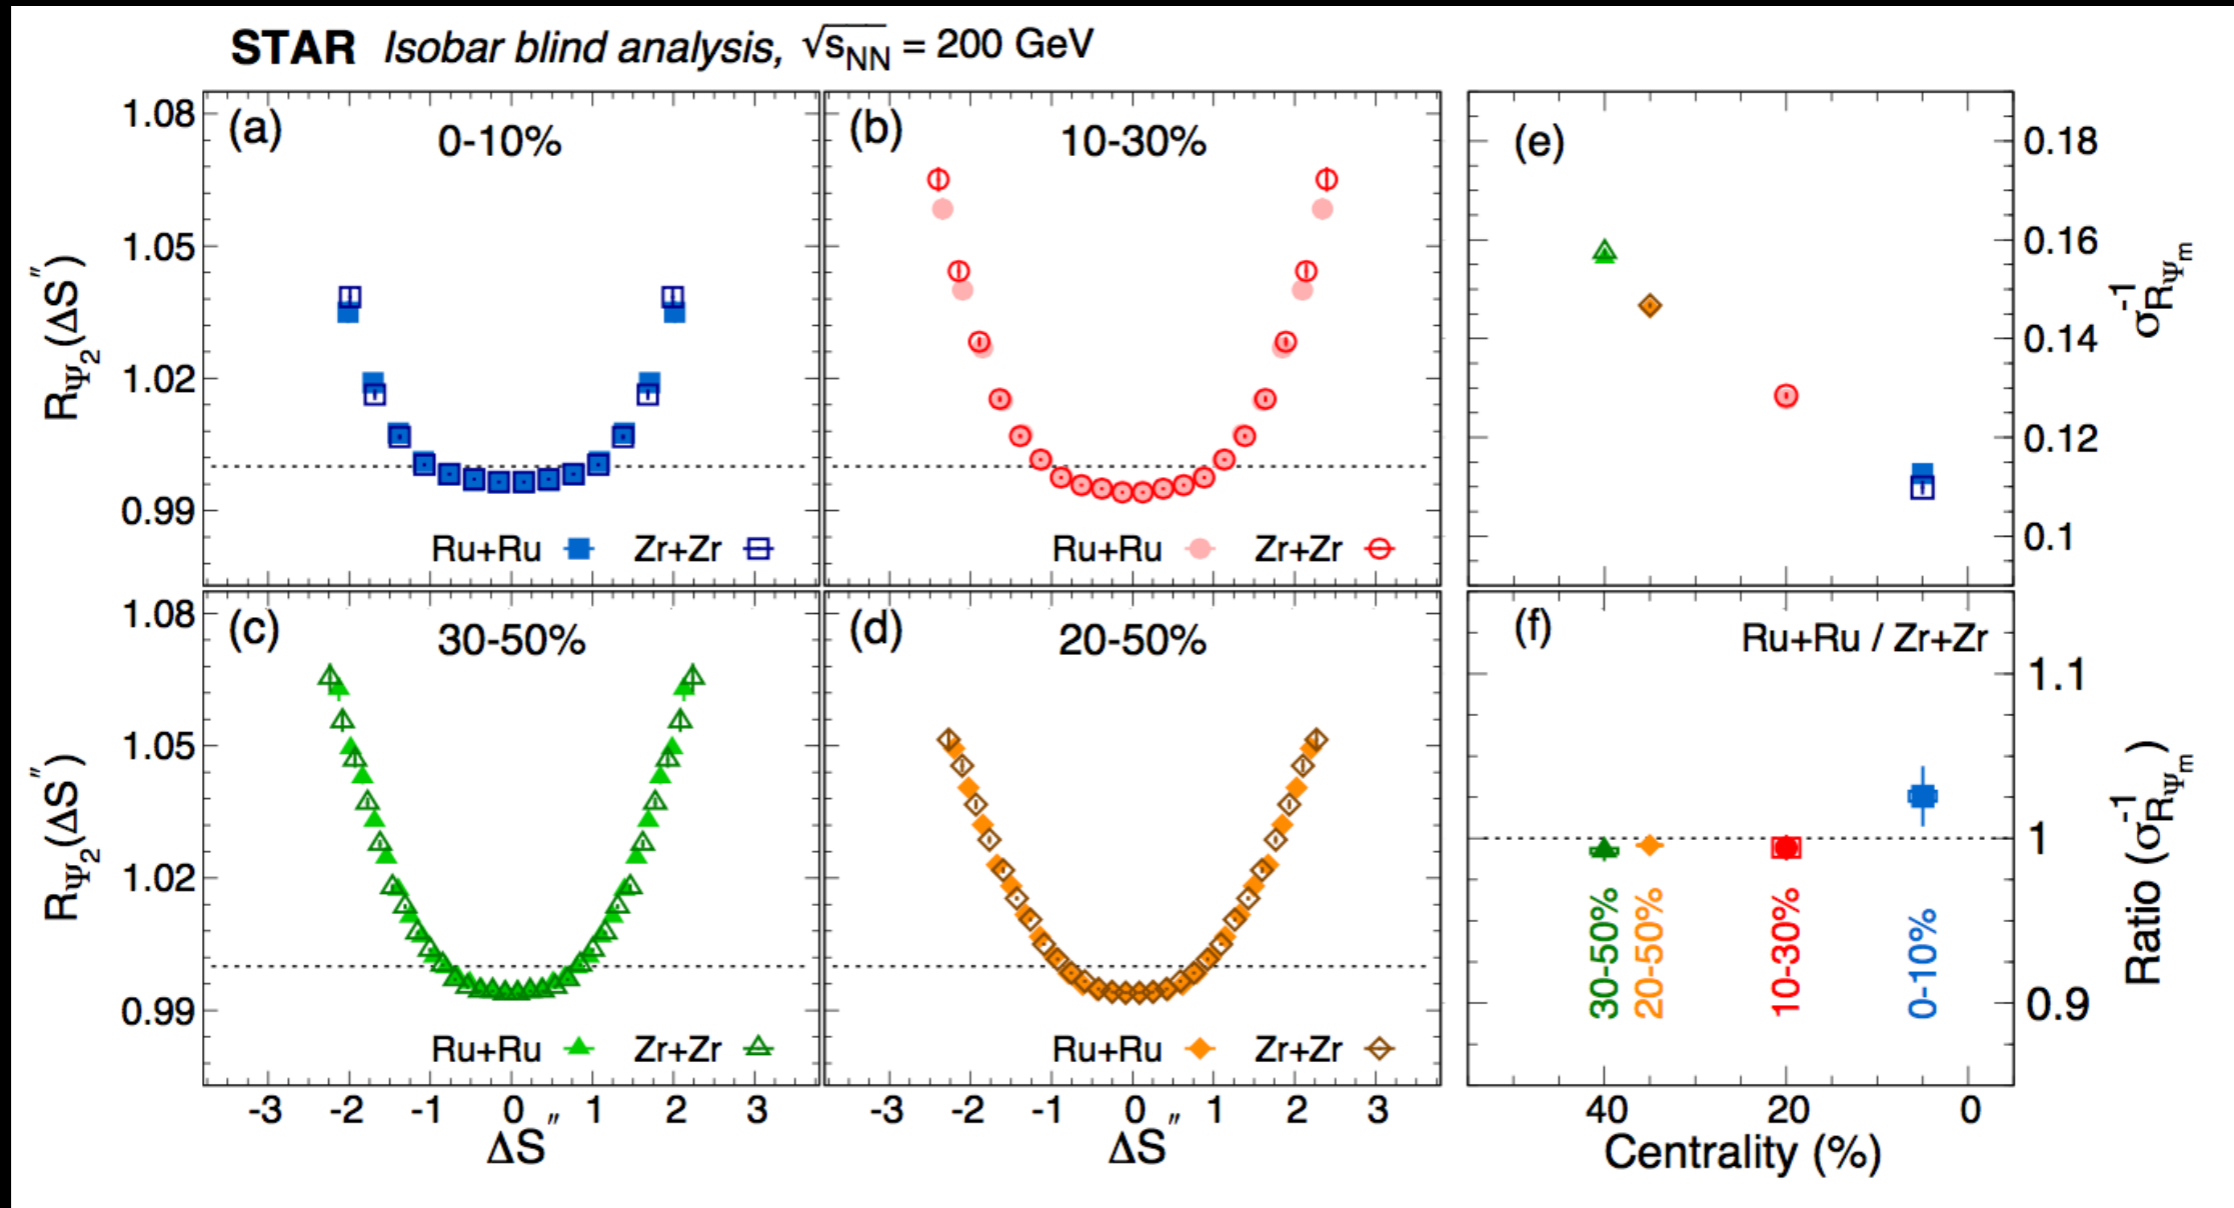 STAR Isobar blind analysis, √sNN = 200 GeV
(a) 0-10%
1.08
1.05
1.02
0.99
RΨ2(ΔS″)
Ru+Ru Zr+Zr
(b) 10-30%
Ru+Ru Zr+Zr
(e)
0.18
0.16
0.14
0.12
0.1
σ-1RΨm
(c) 30-50%
1.08
1.05
1.02
0.99
RΨ2(ΔS″)
Ru+Ru Zr+Zr
-3 -2 -1 0 1 2 3
ΔS″
(d) 20-50%
Ru+Ru Zr+Zr
-3 -2 -1 0 1 2 3
ΔS″
(f) Ru+Ru / Zr+Zr
30-50%
20-50%
10-30%
0-10%
1.1
1
0.9
Ratio (σ-1RΨm)
40 20 0
Centrality (%)